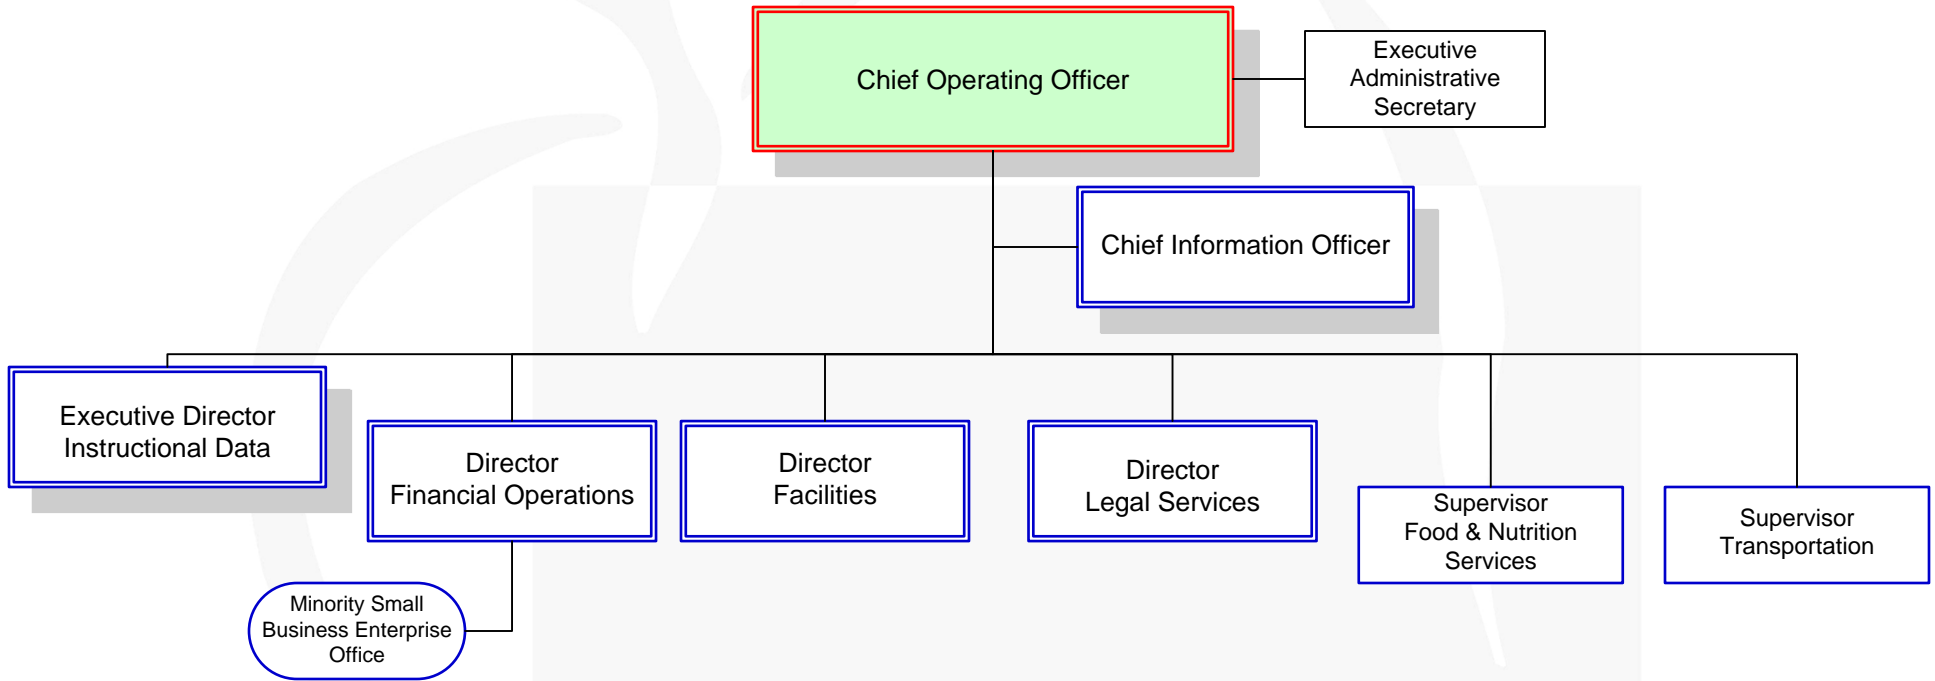 Chief Operating Officer
Executive
Administrative
Secretary
Chief Information Officer
Executive Director
Instructional Data
Director
Financial Operations
Director
Facilities
Director
Legal Services
Supervisor
Food & Nutrition
Services
Supervisor
Transportation
Minority Small
Business Enterprise
Office